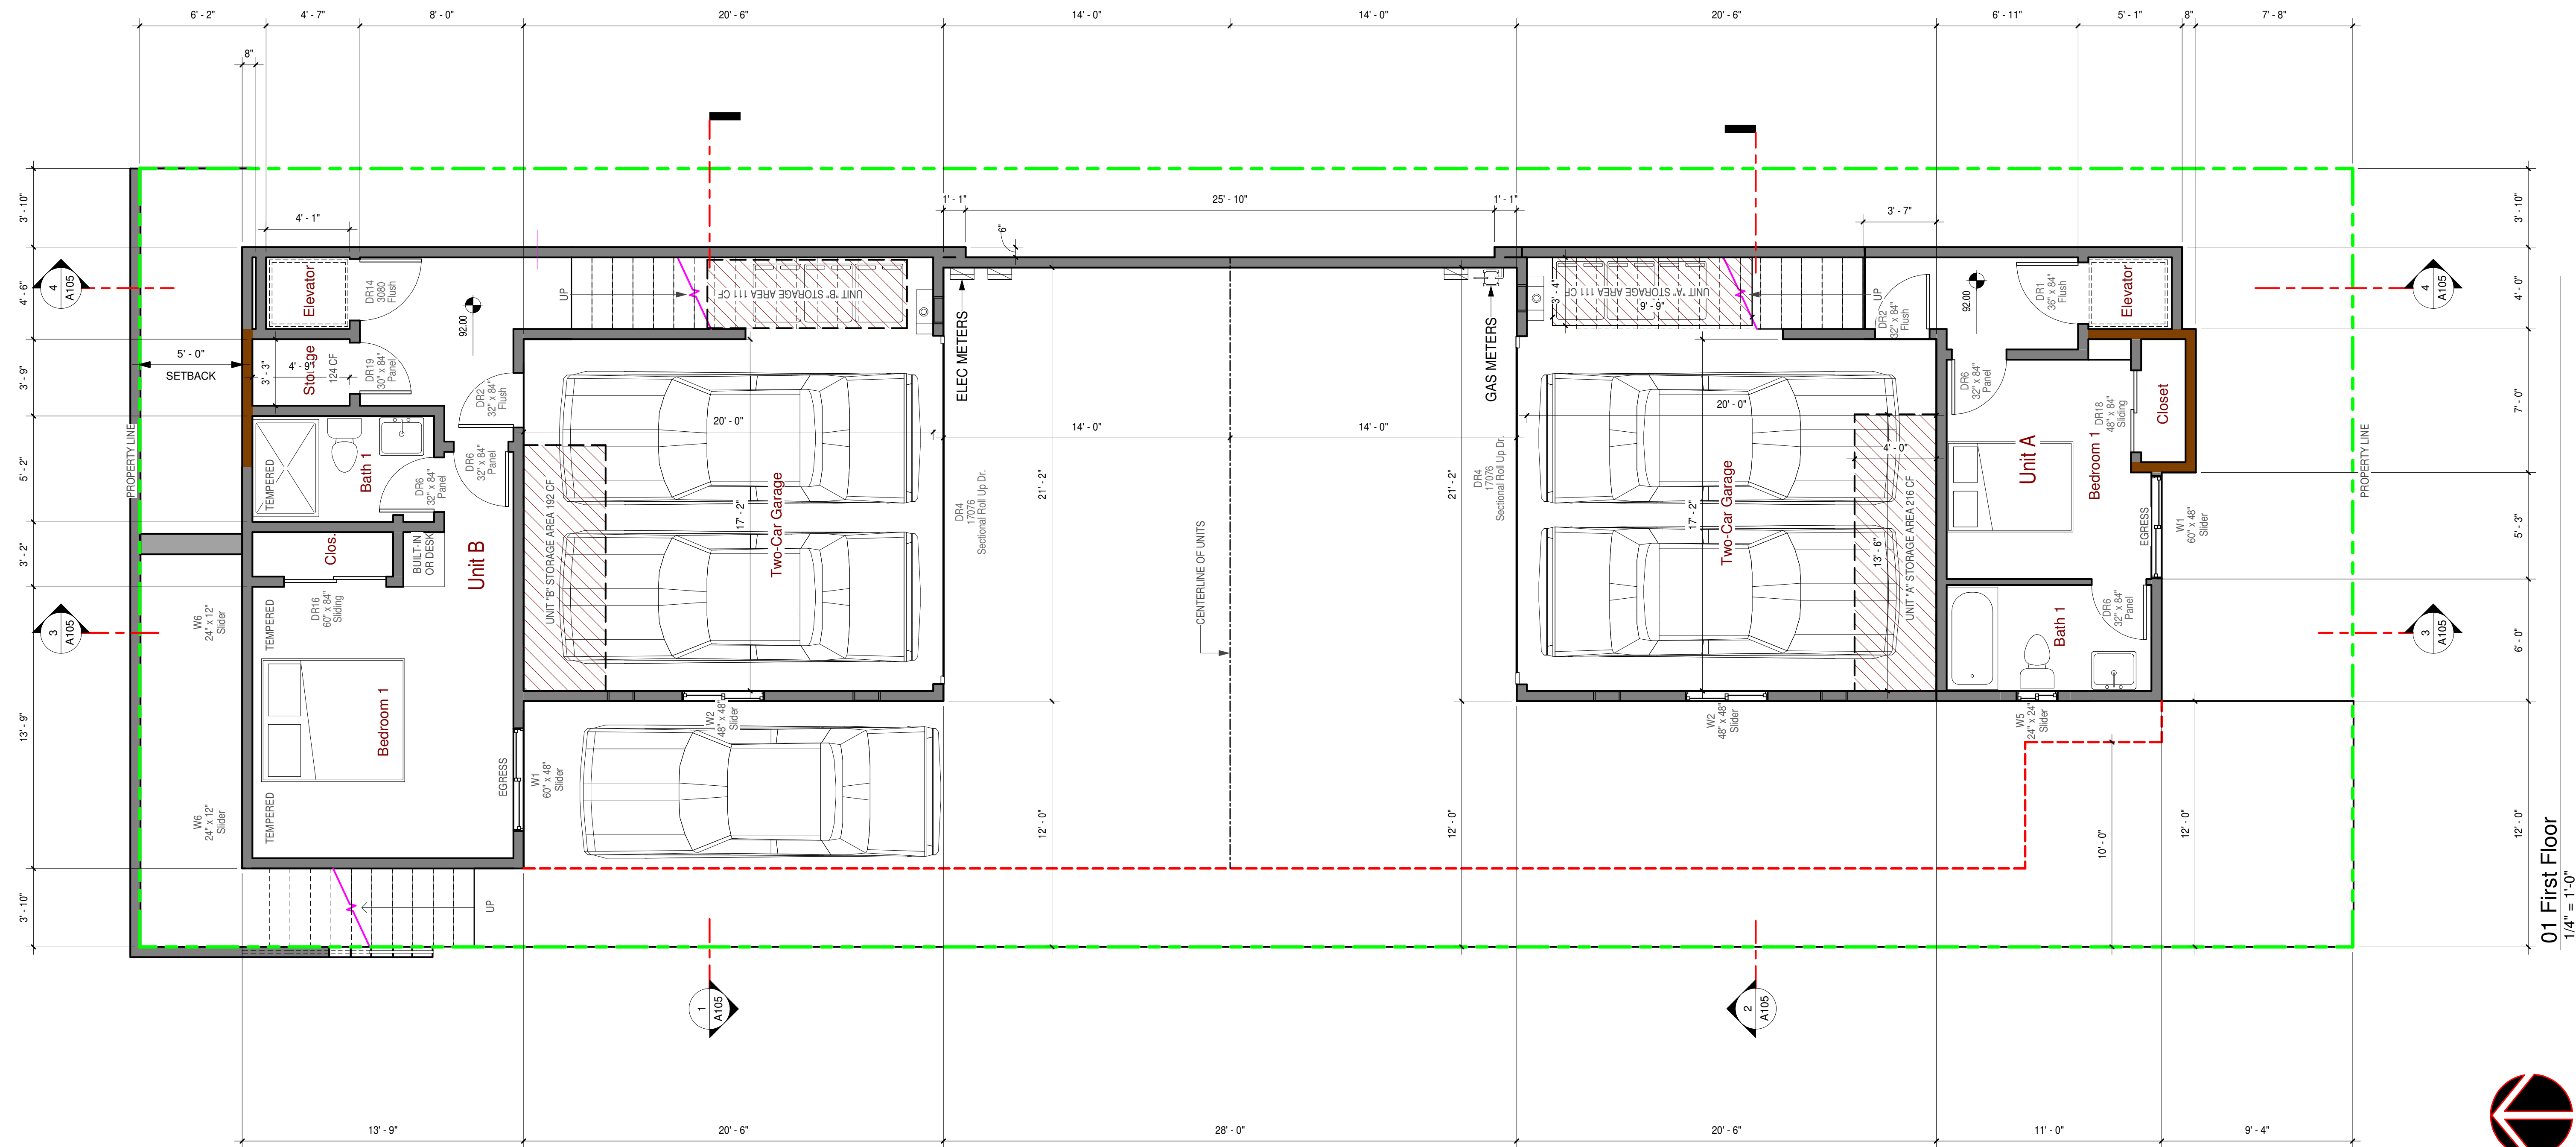 6' - 2"
4' - 7"
8' - 0"
20' - 6"
14' - 0"
14' - 0"
20' - 6"
6' - 11"
5' - 1"
8"
7' - 8"
8"
3' - 10"
4' - 6"
3' - 9"
5' - 2"
3' - 2"
13' - 9"
3' - 10"
4
A105
3
A105
PROPERTY LINE
5' - 0"
SETBACK
W6
24" x 12"
Slider
W6
24" x 12"
Slider
4' - 1"
Elevator
DR14
3080
Flush
92.00
3' - 3"
Storage
4' - 9"
124 CF
DR19
30" x 84"
Panel
TEMPERED
Bath 1
DR6
32" x 84"
Panel
DR2
32" x 84"
Flush
DR6
32" x 84"
Panel
Clos.
BUILT-IN
OR DESK
Unit B
TEMPERED
DR16
60" x 84"
Sliding
Bedroom 1
TEMPERED
EGRESS
W1
60" x 48"
Slider
UP
UP
UNIT "B" STORAGE AREA 111 CF
UNIT "B" STORAGE AREA 192 CF
20' - 0"
17' - 2"
Two-Car Garage
W2
48" x 48"
Slider
1' - 1"
25' - 10"
1' - 1"
6"
ELEC METERS
GAS METERS
14' - 0"
14' - 0"
DR4
17076
Sectional Roll Up Dr.
21' - 2"
21' - 2"
DR4
17076
Sectional Roll Up Dr.
CENTERLINE OF UNITS
12' - 0"
12' - 0"
3' - 7"
3' - 4"
UNIT "A" STORAGE AREA 111 CF
9' - 9"
UP
DR2
32" x 84"
Flush
92.00
DR1
36" x 84"
Flush
Elevator
20' - 0"
4' - 0"
17' - 2"
Two-Car Garage
13' - 6"
UNIT "A" STORAGE AREA 216 CF
W2
48" x 48"
Slider
DR6
32" x 84"
Panel
Unit A
Bedroom 1
DR18
48" x 84"
Sliding
Closet
EGRESS
W1
60" x 48"
Slider
Bath 1
DR6
32" x 84"
Panel
W5
24" x 24"
Slider
10' - 0"
12' - 0"
PROPERTY LINE
4
A105
3
A105
3' - 10"
4' - 0"
7' - 0"
5' - 3"
6' - 0"
12' - 0"
1
A105
2
A105
13' - 9"
20' - 6"
28' - 0"
20' - 6"
11' - 0"
9' - 4"
01 First Floor
1/4" = 1'-0"